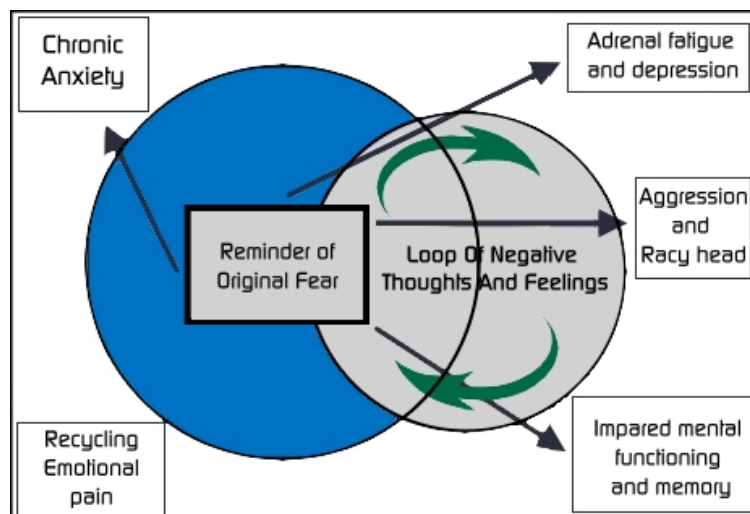 Chronic
Anxiety
Adrenal fatigue
and depression
Aggression
and
Racy head
Reminder of
Original Fear
Loop Of Negative
Thoughts And Feelings
Recycling
Emotional
pain
Impared mental
functioning
and memory